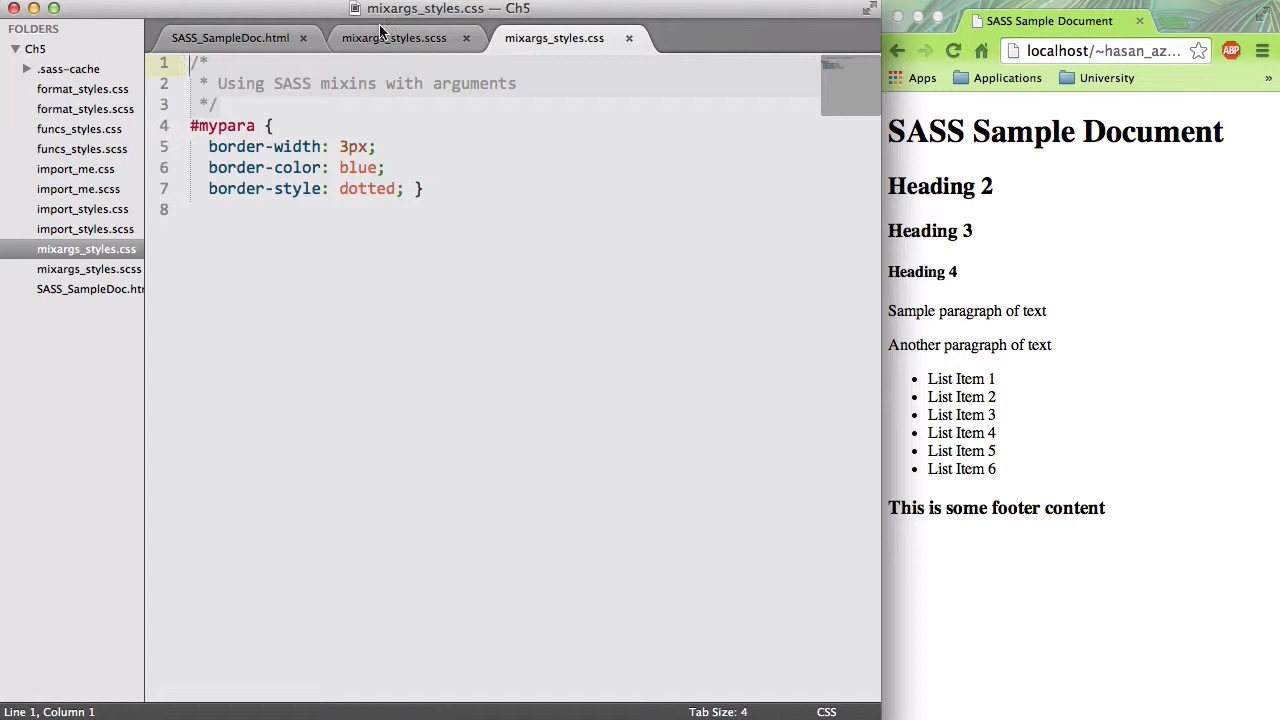 mixargs_styles.css — Ch5
FOLDERS
Ch5
.sass-cache
format_styles.css
format_styles.scss
funcs_styles.css
funcs_styles.scss
import_me.css
import_me.scss
import_styles.css
import_styles.scss
mixargs_styles.css
mixargs_styles.scss
SASS_SampleDoc.htm
SASS_SampleDoc.html ×
mixargs_styles.scss ×
mixargs_styles.css ×
1 /*
2  * Using SASS mixins with arguments
3  */
4 #mypara {
5   border-width: 3px;
6   border-color: blue;
7   border-style: dotted; }
8
Line 1, Column 1
Tab Size: 4
CSS
SASS Sample Document ×
localhost/~hasan_az...
ABP
Apps
Applications
University
»
SASS Sample Document
Heading 2
Heading 3
Heading 4
Sample paragraph of text
Another paragraph of text
• List Item 1
• List Item 2
• List Item 3
• List Item 4
• List Item 5
• List Item 6
This is some footer content